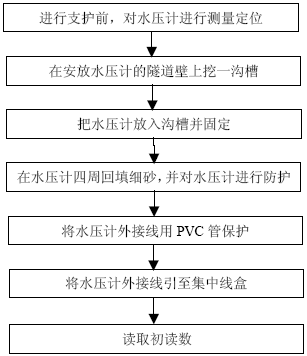 进行支护前，对水压计进行测量定位
在安放水压计的隧道壁上挖一沟槽
把水压计放入沟槽并固定
在水压计四周回填细砂，并对水压计进行防护
将水压计外接线用 PVC 管保护
将水压计外接线引至集中线盒
读取初读数